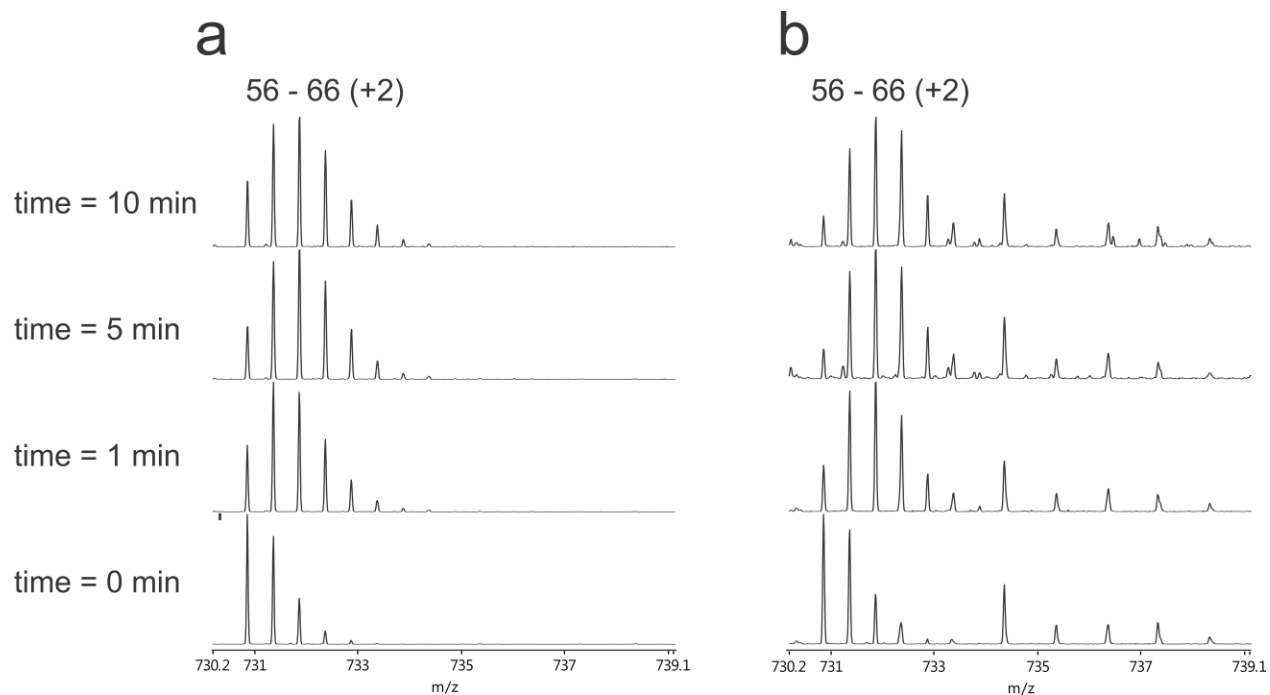 a
b
56 - 66 (+2)
56 - 66 (+2)
time = 10 min
time = 5 min
time = 1 min
time = 0 min
730.2 731 733 735 737 739.1
730.2 731 733 735 737 739.1
m/z
m/z